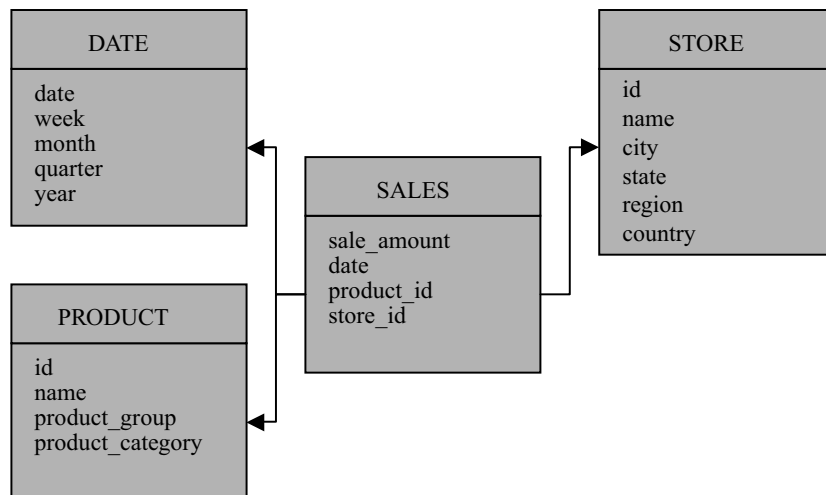 DATE
date
week
month
quarter
year
STORE
id
name
city
state
region
country
SALES
sale_amount
date
product_id
store_id
PRODUCT
id
name
product_group
product_category